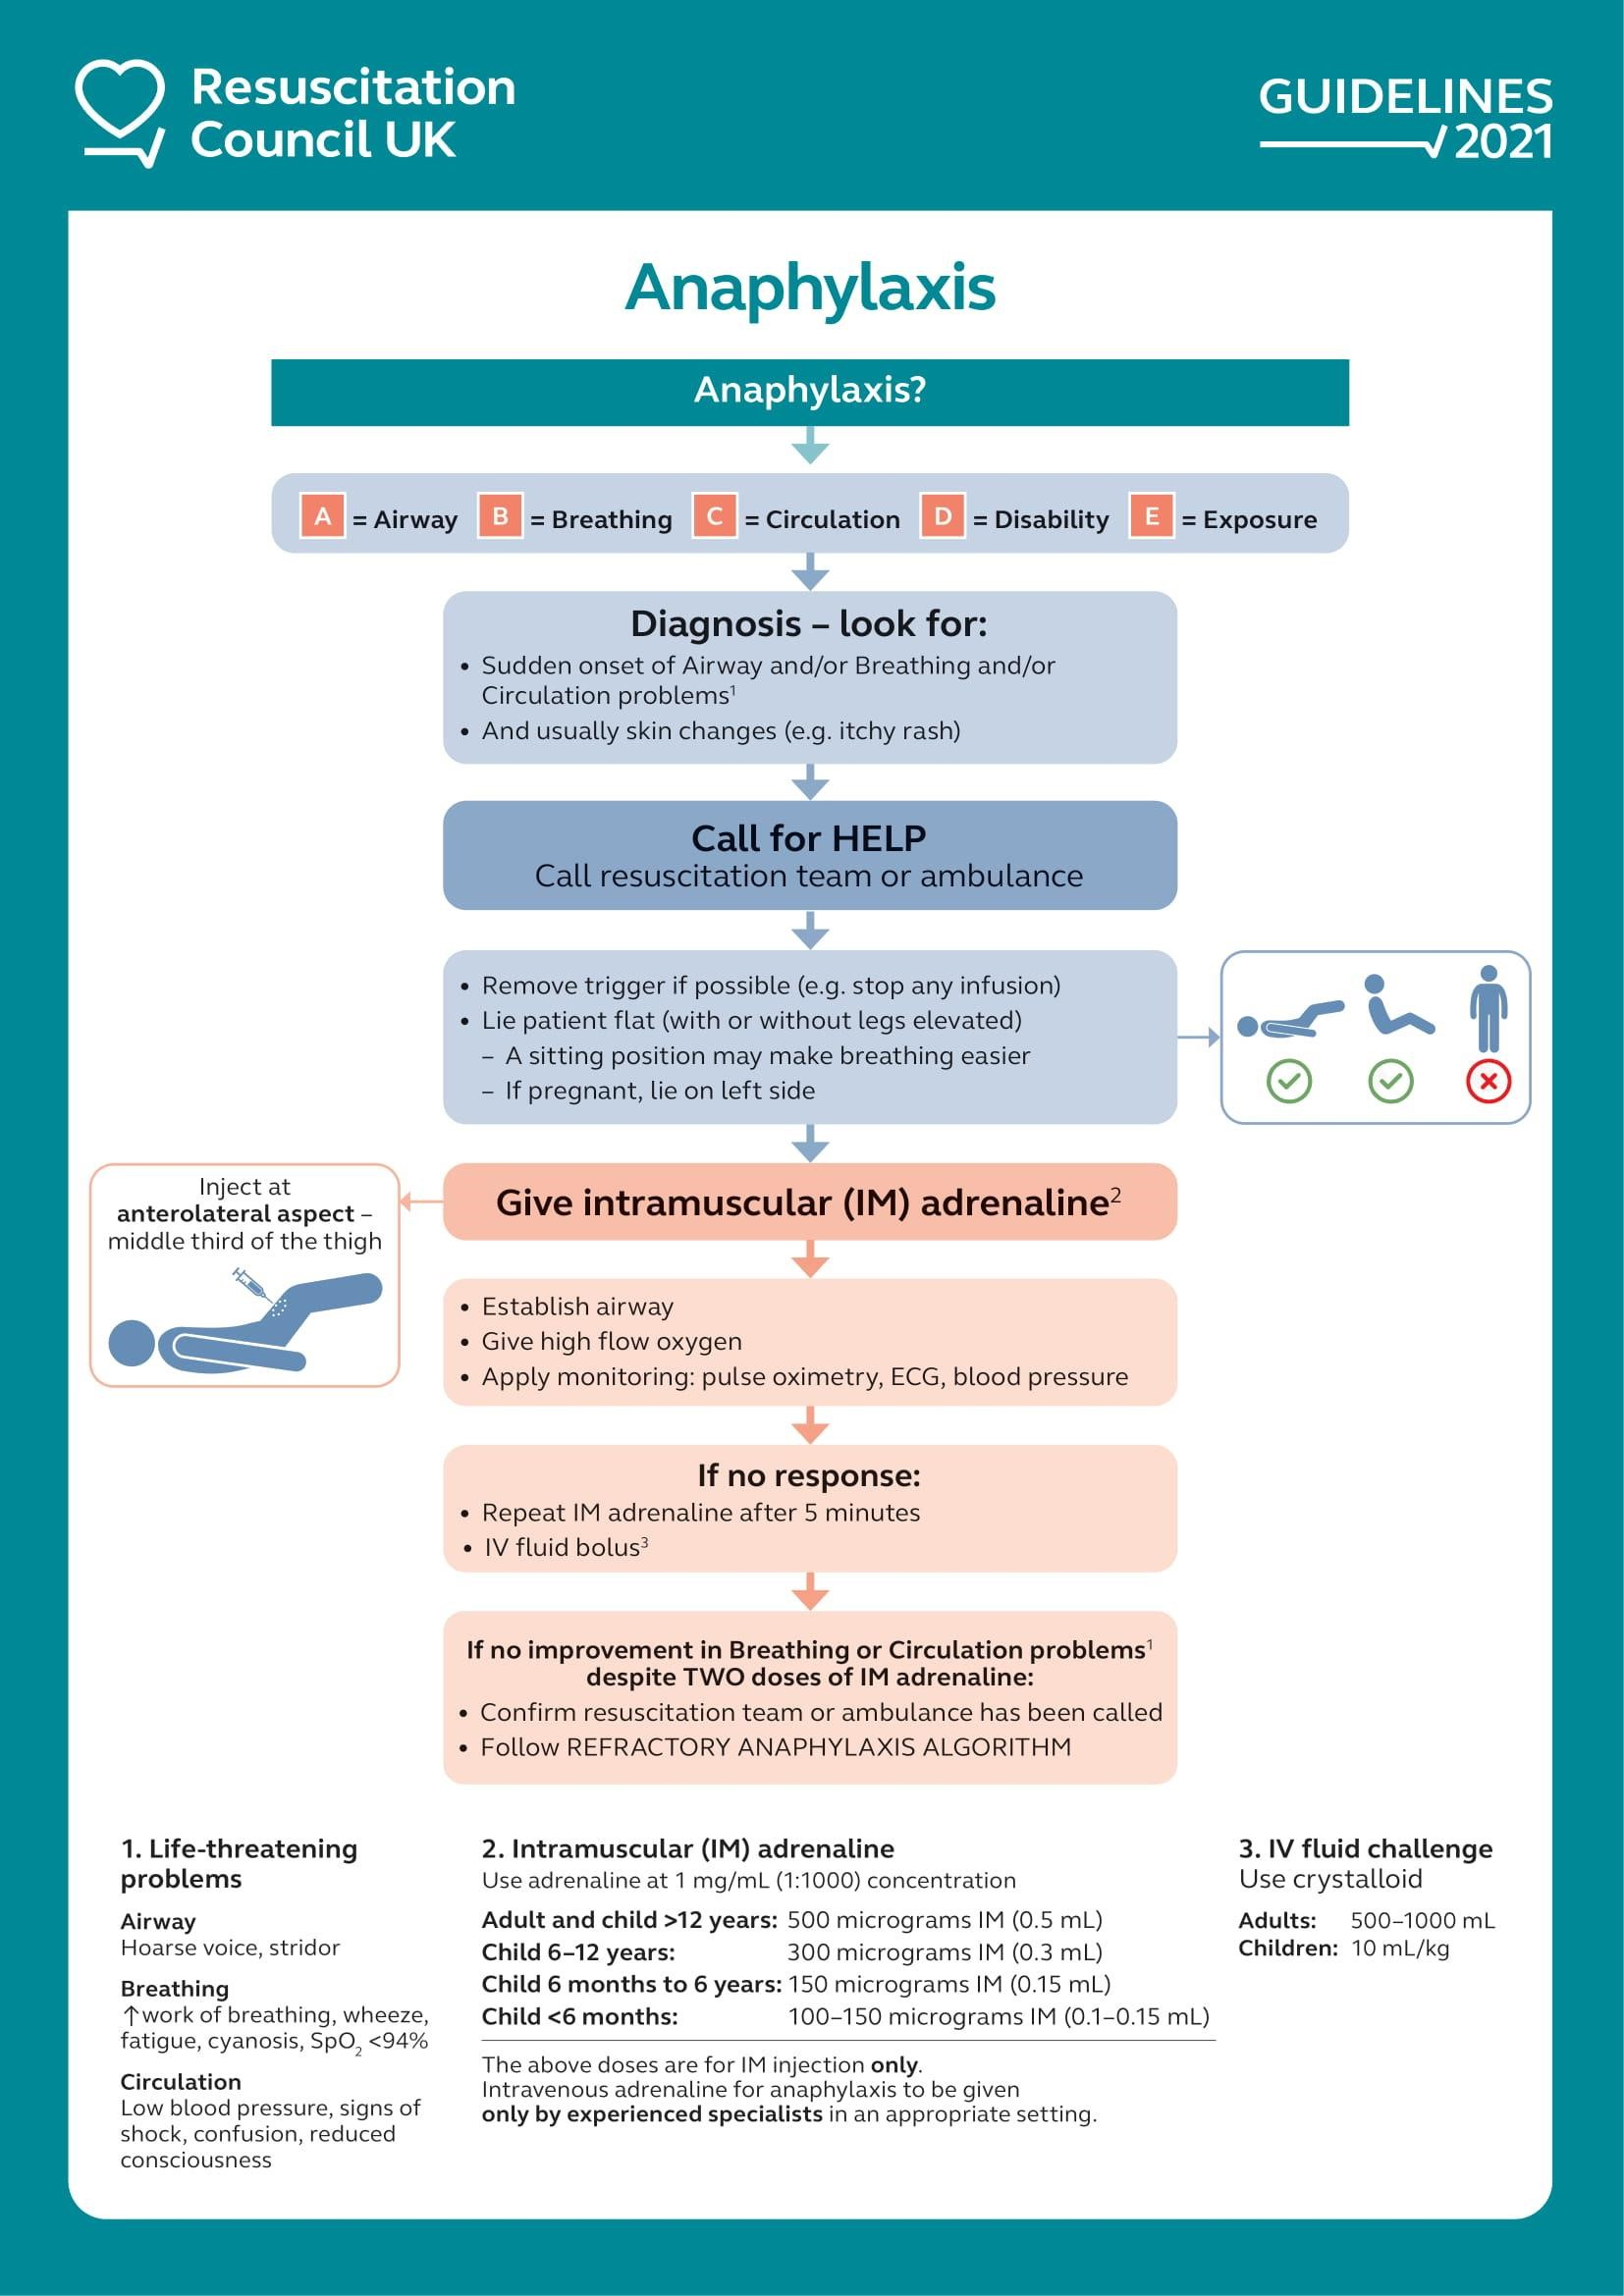 Resuscitation
Council UK
GUIDELINES
2021
Anaphylaxis
Anaphylaxis?
A = Airway B = Breathing C = Circulation D = Disability E = Exposure
Diagnosis – look for:
• Sudden onset of Airway and/or Breathing and/or
Circulation problems¹
• And usually skin changes (e.g. itchy rash)
Call for HELP
Call resuscitation team or ambulance
• Remove trigger if possible (e.g. stop any infusion)
• Lie patient flat (with or without legs elevated)
– A sitting position may make breathing easier
– If pregnant, lie on left side
Inject at
anterolateral aspect –
middle third of the thigh
Give intramuscular (IM) adrenaline²
• Establish airway
• Give high flow oxygen
• Apply monitoring: pulse oximetry, ECG, blood pressure
If no response:
• Repeat IM adrenaline after 5 minutes
• IV fluid bolus³
If no improvement in Breathing or Circulation problems¹
despite TWO doses of IM adrenaline:
• Confirm resuscitation team or ambulance has been called
• Follow REFRACTORY ANAPHYLAXIS ALGORITHM
1. Life-threatening
problems
Airway
Hoarse voice, stridor
Breathing
↑work of breathing, wheeze,
fatigue, cyanosis, SpO₂ <94%
Circulation
Low blood pressure, signs of
shock, confusion, reduced
consciousness
2. Intramuscular (IM) adrenaline
Use adrenaline at 1 mg/mL (1:1000) concentration
Adult and child >12 years: 500 micrograms IM (0.5 mL)
Child 6–12 years: 300 micrograms IM (0.3 mL)
Child 6 months to 6 years: 150 micrograms IM (0.15 mL)
Child <6 months: 100–150 micrograms IM (0.1–0.15 mL)
The above doses are for IM injection only.
Intravenous adrenaline for anaphylaxis to be given
only by experienced specialists in an appropriate setting.
3. IV fluid challenge
Use crystalloid
Adults: 500–1000 mL
Children: 10 mL/kg